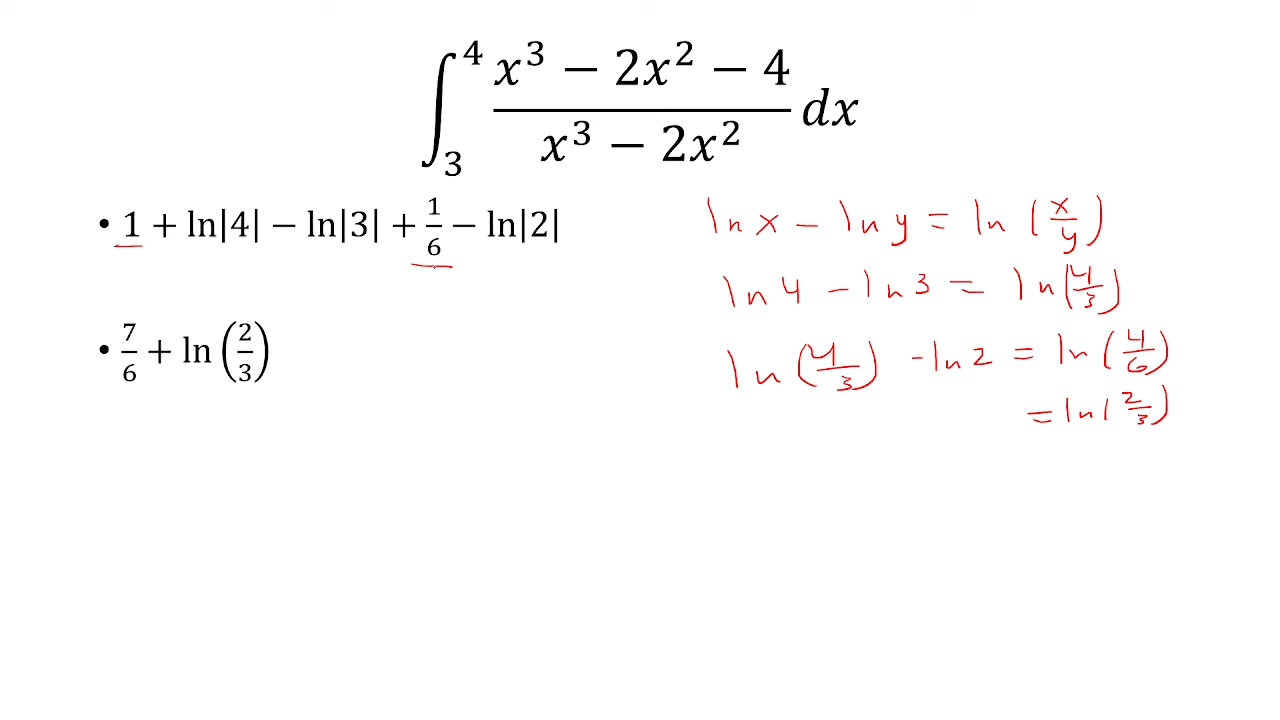 ∫₃⁴ (x³ − 2x² − 4)/(x³ − 2x²) dx
• 1 + ln|4| − ln|3| + 1/6 − ln|2|
• 7/6 + ln(2/3)
ln x − ln y = ln(x/y)
ln 4 − ln 3 = ln(4/3)
ln(4/3) - ln 2 = ln(4/6)
= ln(2/3)